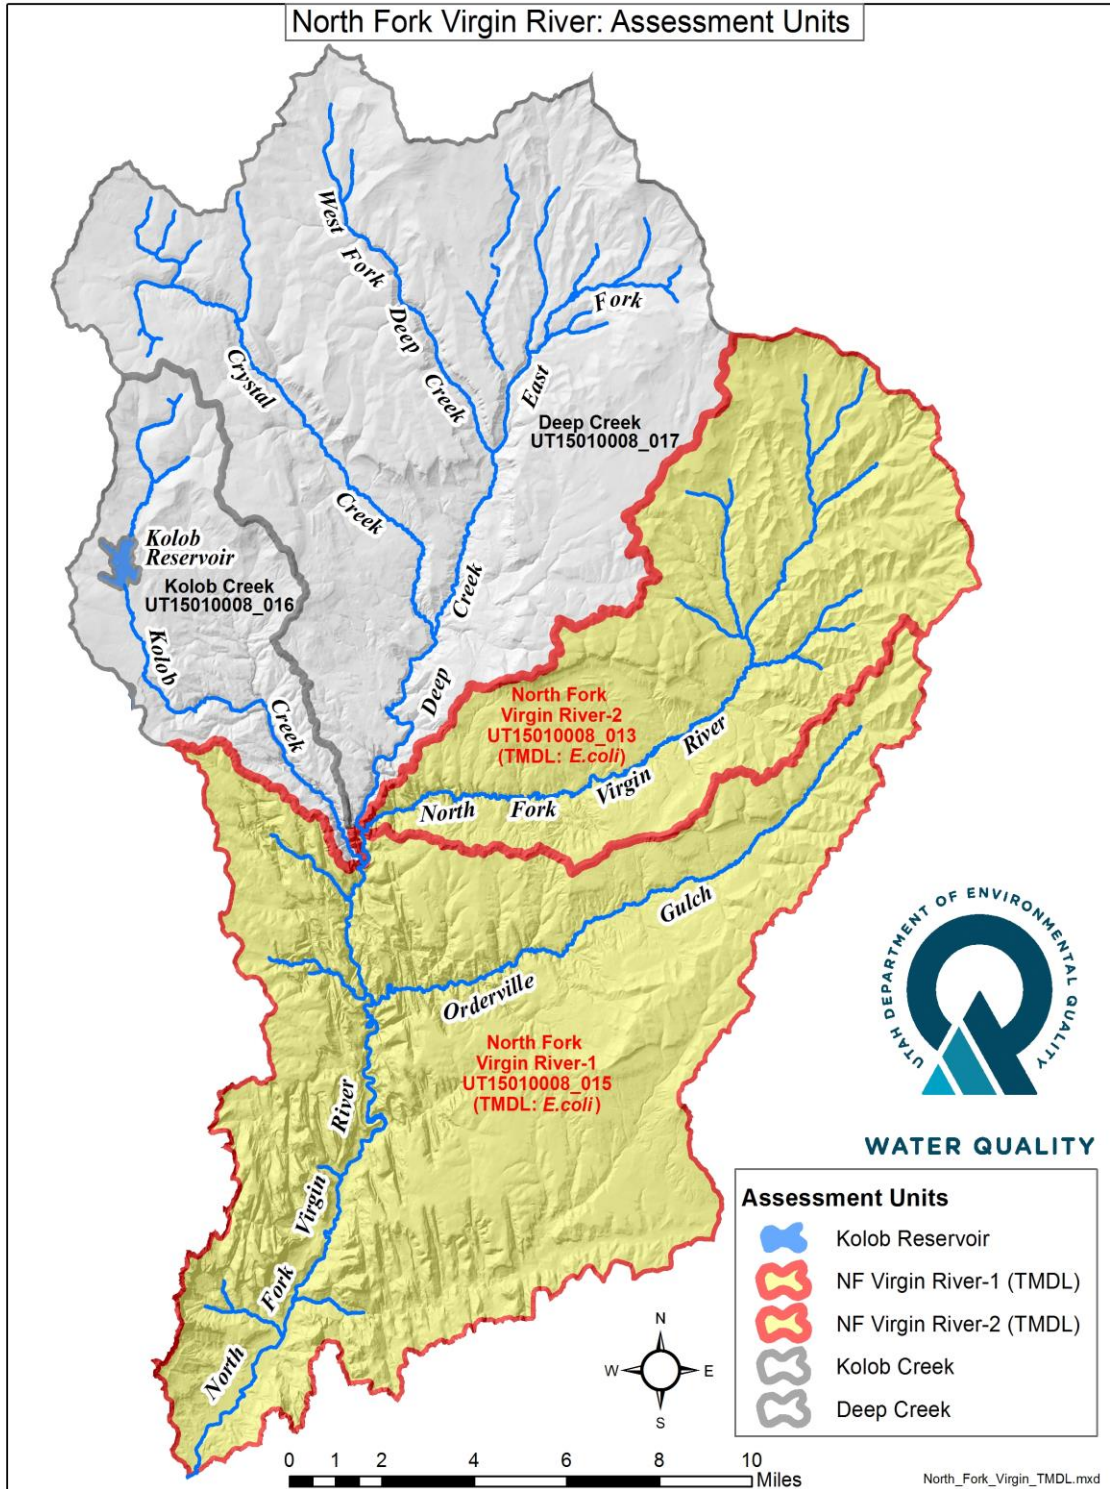 North Fork Virgin River: Assessment Units
West
Fork
Deep
Creek
Fork
East
Crystal
Creek
Deep Creek
UT15010008_017
Kolob
Reservoir
Kolob Creek
UT15010008_016
Kolob
Creek
Creek
Deep
North Fork
Virgin River-2
UT15010008_013
(TMDL: E.coli)
North Fork Virgin River
Orderville Gulch
North Fork
Virgin River-1
UT15010008_015
(TMDL: E.coli)
River
Virgin
Fork
North
UTAH DEPARTMENT OF ENVIRONMENTAL QUALITY
WATER QUALITY
Assessment Units
Kolob Reservoir
NF Virgin River-1 (TMDL)
NF Virgin River-2 (TMDL)
Kolob Creek
Deep Creek
N
W E
S
0 1 2 4 6 8 10
Miles
North_Fork_Virgin_TMDL.mxd